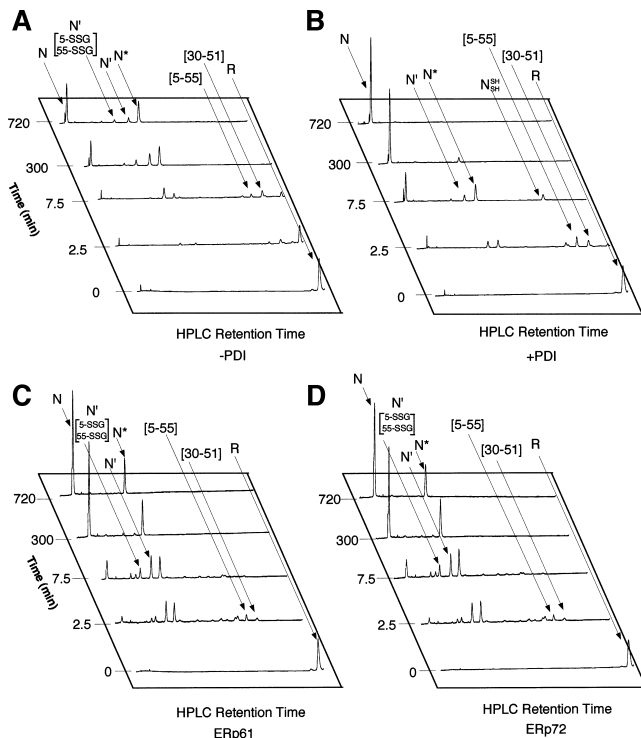 A
N'
[5-SSG
55-SSG]
N
N' N*
[30-51]
[5-55]
R
720
300
7.5
2.5
0
Time (min)
HPLC Retention Time
-PDI
B
N
N' N*
[5-55]
[30-51]
N SH SH
R
720
300
7.5
2.5
0
HPLC Retention Time
+PDI
C
N
N'
[5-SSG
55-SSG]
N*
N'
[5-55]
[30-51]
R
720
300
7.5
2.5
0
Time (min)
HPLC Retention Time
ERp61
D
N
N'
[5-SSG
55-SSG]
N*
N'
[5-55]
[30-51]
R
720
300
7.5
2.5
0
HPLC Retention Time
ERp72